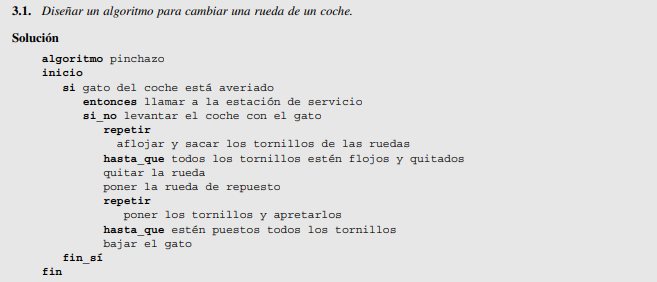 3.1. Diseñar un algoritmo para cambiar una rueda de un coche.
Solución
algoritmo pinchazo
inicio
si gato del coche está averiado
entonces llamar a la estación de servicio
si_no levantar el coche con el gato
repetir
aflojar y sacar los tornillos de las ruedas
hasta_que todos los tornillos estén flojos y quitados
quitar la rueda
poner la rueda de repuesto
repetir
poner los tornillos y apretarlos
hasta_que estén puestos todos los tornillos
bajar el gato
fin_sí
fin